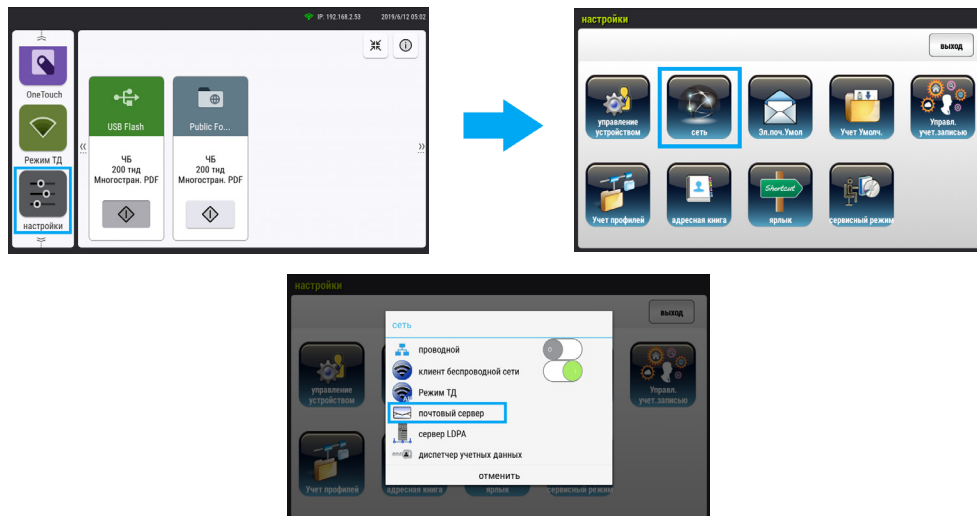 IP: 192.168.2.53 2019/6/12 05:02
OneTouch
Режим ТД
настройки
USB Flash
ЧБ
200 тнд
Многостран. PDF
Public Fo...
ЧБ
200 тнд
Многостран. PDF
настройки
выход
управление
устройством
сеть
Эл.поч.Умол
Учет Умолч.
Управл.
учет.записью
Учет профилей
адресная книга
Shortcut
ярлык
сервисный режим
настройки
выход
управление
устройством
Управл.
учет.записью
Учет профилей
адресная книга
ярлык
сервисный режим
сеть
проводной
клиент беспроводной сети
Режим ТД
почтовый сервер
сервер LDPA
диспетчер учетных данных
отменить